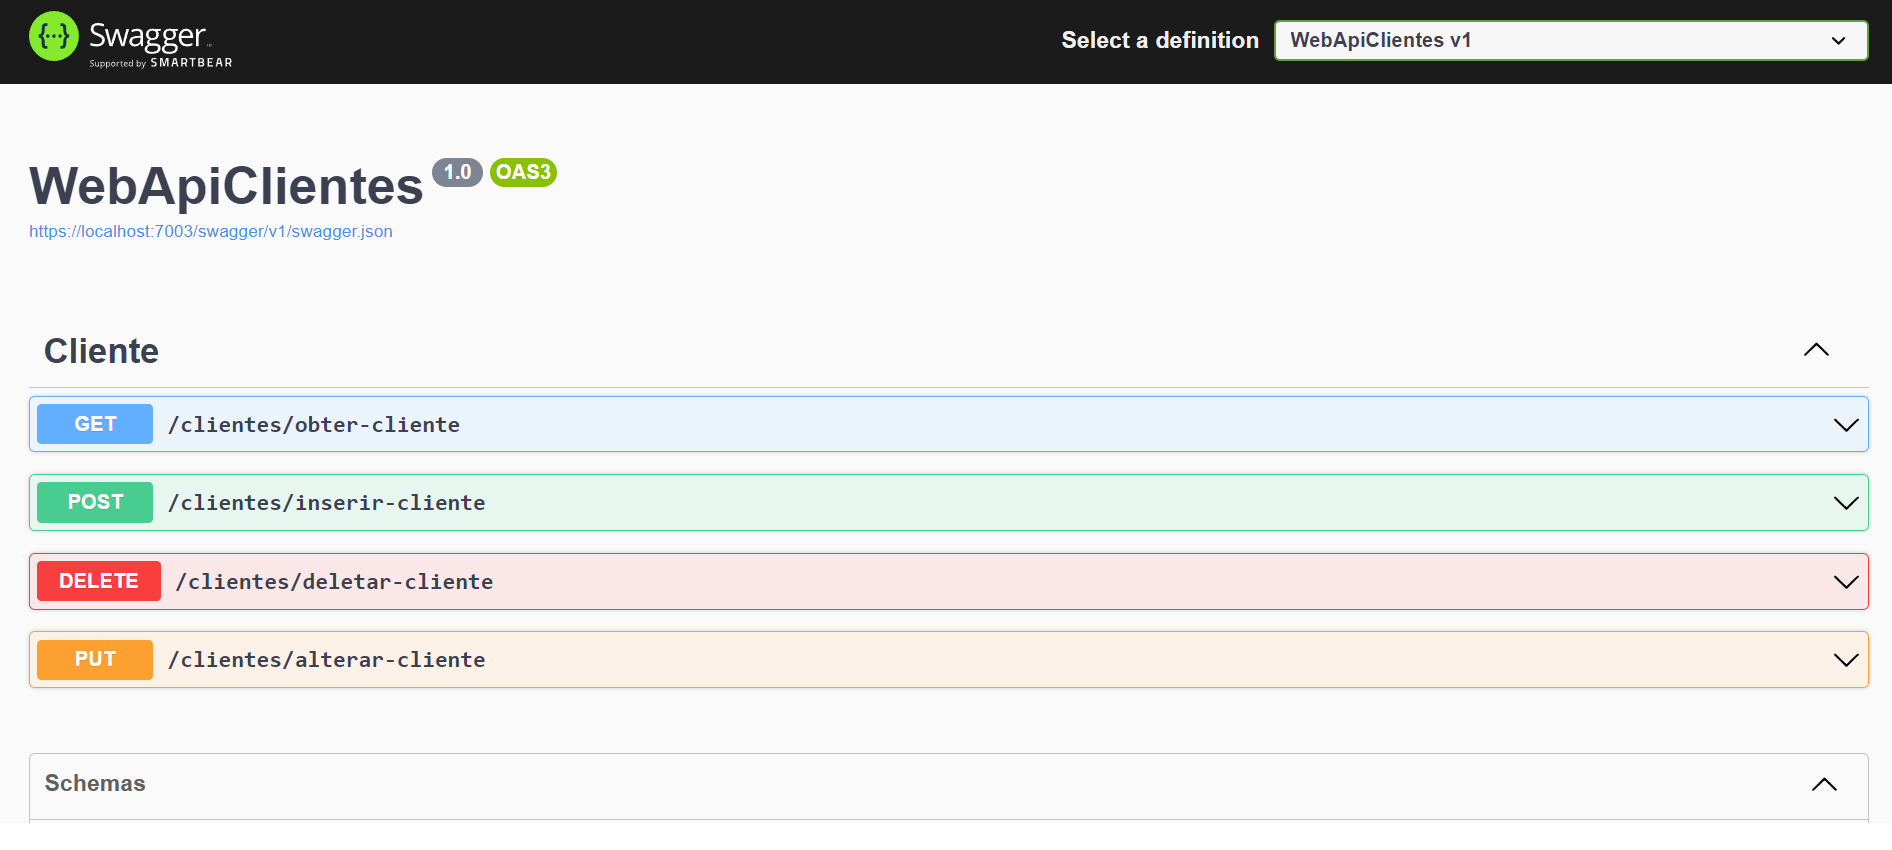 {···} Swagger™
Supported by SMARTBEAR
Select a definition
WebApiClientes v1
WebApiClientes 1.0 OAS3
https://localhost:7003/swagger/v1/swagger.json
Cliente
GET /clientes/obter-cliente
POST /clientes/inserir-cliente
DELETE /clientes/deletar-cliente
PUT /clientes/alterar-cliente
Schemas